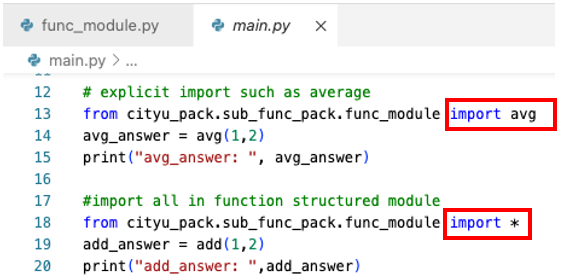 func_module.py main.py ×
main.py > ...
12 # explicit import such as average
13 from cityu_pack.sub_func_pack.func_module import avg
14 avg_answer = avg(1,2)
15 print("avg_answer: ", avg_answer)
16
17 #import all in function structured module
18 from cityu_pack.sub_func_pack.func_module import *
19 add_answer = add(1,2)
20 print("add_answer: ",add_answer)